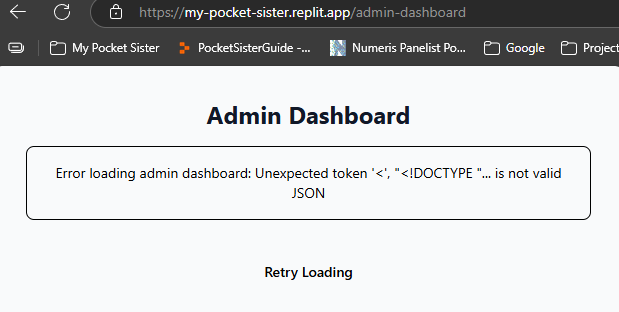 https://my-pocket-sister.replit.app/admin-dashboard
My Pocket Sister PocketSisterGuide -... Numeris Panelist Po... Google Project
Admin Dashboard
Error loading admin dashboard: Unexpected token '<', "<!DOCTYPE "... is not valid
JSON
Retry Loading